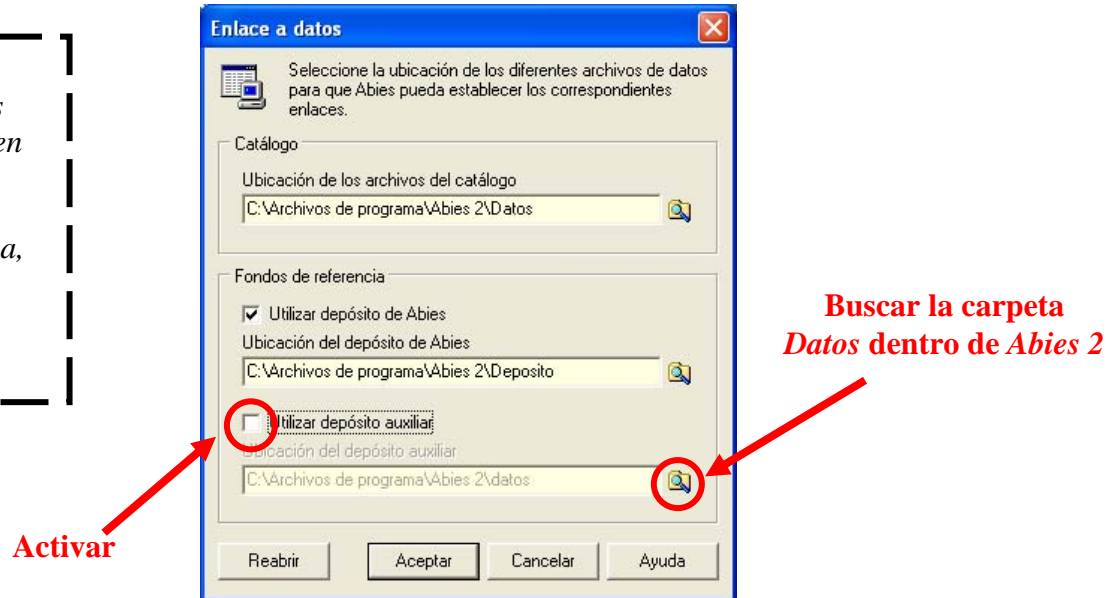 en
a,
Enlace a datos
Seleccione la ubicación de los diferentes archivos de datos
para que Abies pueda establecer los correspondientes
enlaces.
Catálogo
Ubicación de los archivos del catálogo
C:\Archivos de programa\Abies 2\Datos
Fondos de referencia
Utilizar depósito de Abies
Ubicación del depósito de Abies
C:\Archivos de programa\Abies 2\Deposito
Utilizar depósito auxiliar
Ubicación del depósito auxiliar
C:\Archivos de programa\Abies 2\datos
Reabrir Aceptar Cancelar Ayuda
Buscar la carpeta
Datos dentro de Abies 2
Activar